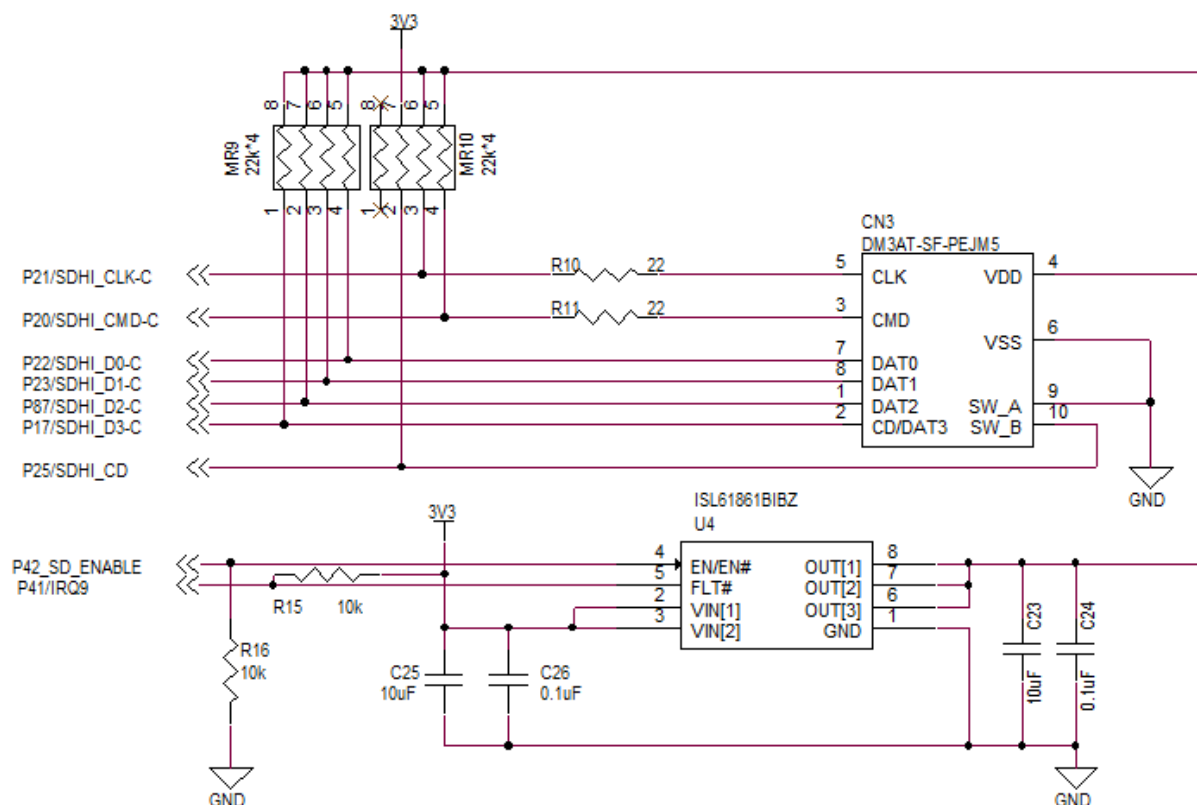 3V3
8 7 6 5
8 7 6 5
MR9
22k*4
MR10
22k*4
1 2 3 4
1 2 3 4
CN3
DM3AT-SF-PEJM5
P21/SDHI_CLK-C
R10 22
5 CLK VDD 4
P20/SDHI_CMD-C
R11 22
3 CMD
VSS 6
P22/SDHI_D0-C
7 DAT0
P23/SDHI_D1-C
8 DAT1
P87/SDHI_D2-C
1 DAT2 SW_A 9
P17/SDHI_D3-C
2 CD/DAT3 SW_B 10
P25/SDHI_CD
GND
ISL61861BIBZ
U4
3V3
P42_SD_ENABLE
4 EN/EN# OUT[1] 8
P41/IRQ9
5 FLT# OUT[2] 7
R15 10k
2 VIN[1] OUT[3] 6
3 VIN[2] GND 1
R16
10k
C25
10uF
C26
0.1uF
C23
10uF
C24
0.1uF
GND
GND